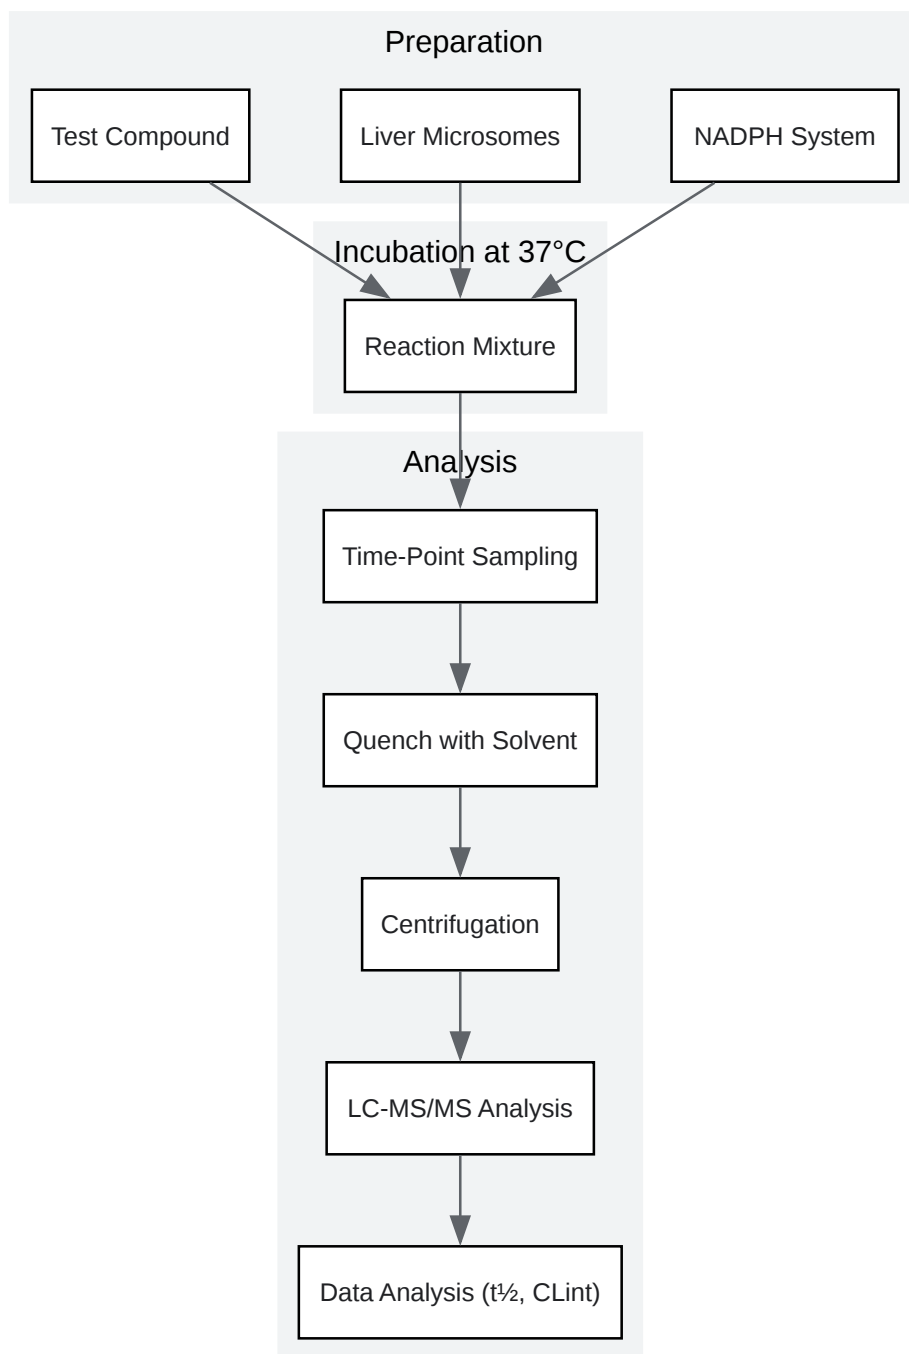 Preparation
Test Compound
Liver Microsomes
NADPH System
Incubation at 37°C
Reaction Mixture
Analysis
Time-Point Sampling
Quench with Solvent
Centrifugation
LC-MS/MS Analysis
Data Analysis (t½, CLint)